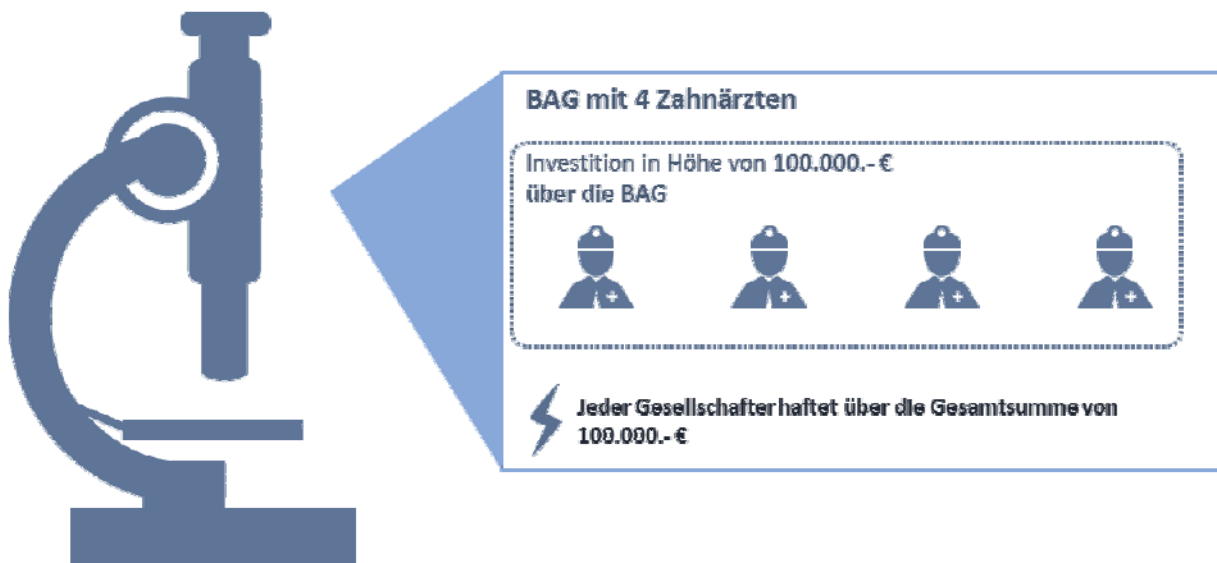 BAG mit 4 Zahnärzten
Investition in Höhe von 100.000.- €
über die BAG
Jeder Gesellschafter haftet über die Gesamtsumme von
100.000.- €